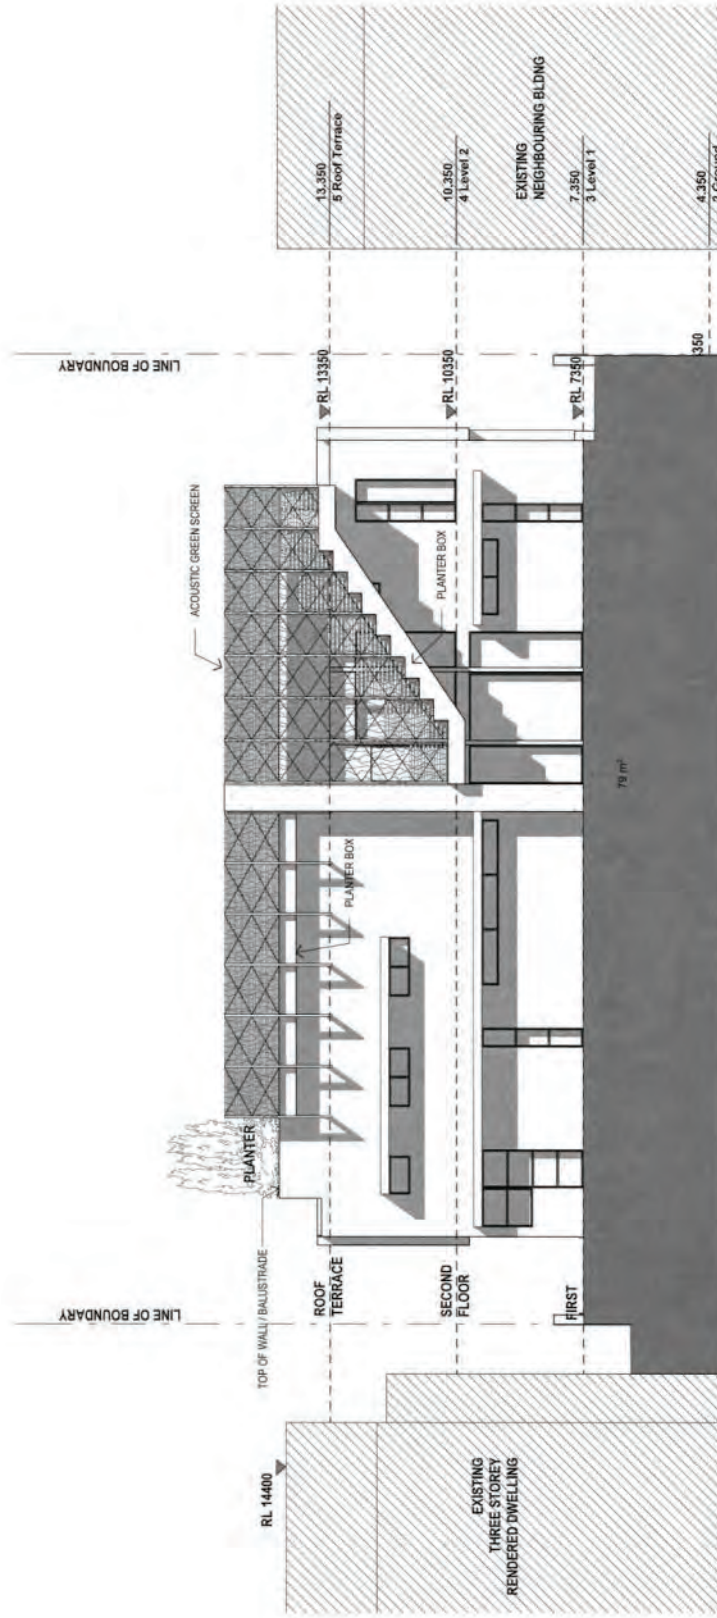 LINE OF BOUNDARY
LINE OF BOUNDARY
ACOUSTIC GREEN SCREEN
TOP OF WALL / BALUSTRADE
PLANTER
RL 14400
ROOF
TERRACE
PLANTER BOX
RL 13350
13.350
5 Roof Terrace
SECOND
FLOOR
PLANTER BOX
RL 10350
10.350
4 Level 2
EXISTING
THREE STOREY
RENDERED DWELLING
EXISTING
NEIGHBOURING BLDNG
FIRST
RL 7350
7.350
3 Level 1
79 m²
4.350